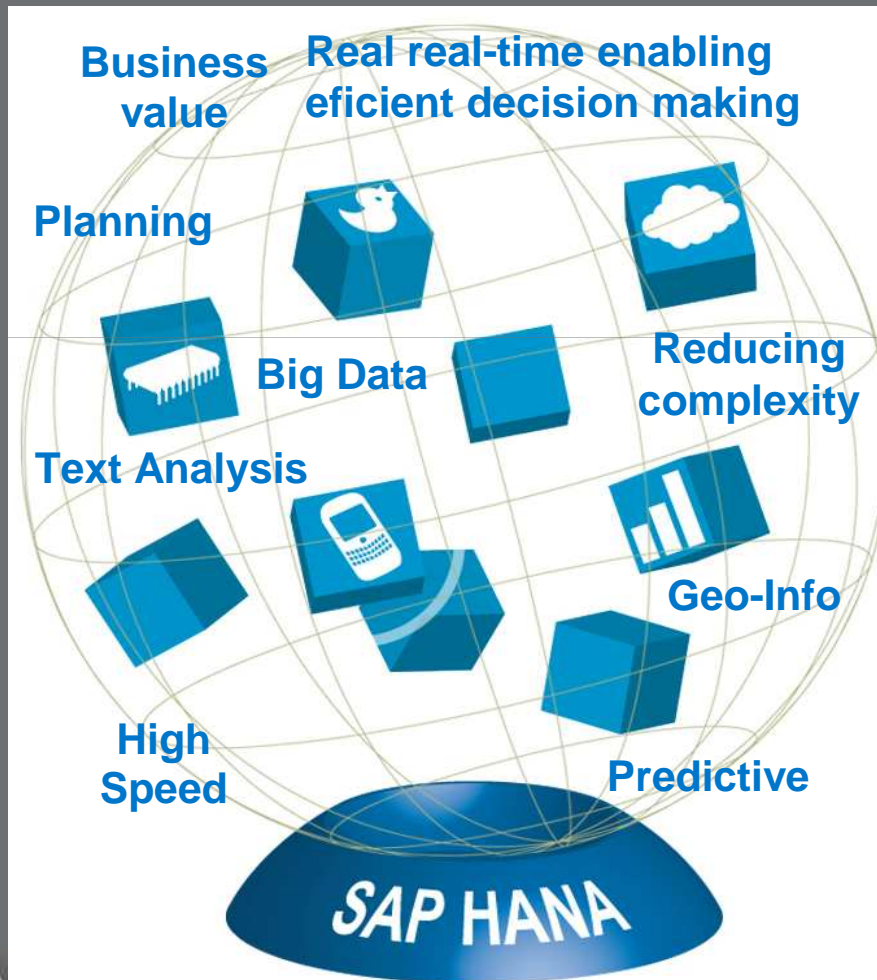 Business
value
Real real-time enabling
eficient decision making
Planning
Big Data
Reducing
complexity
Text Analysis
Geo-Info
High
Speed
Predictive
SAP HANA